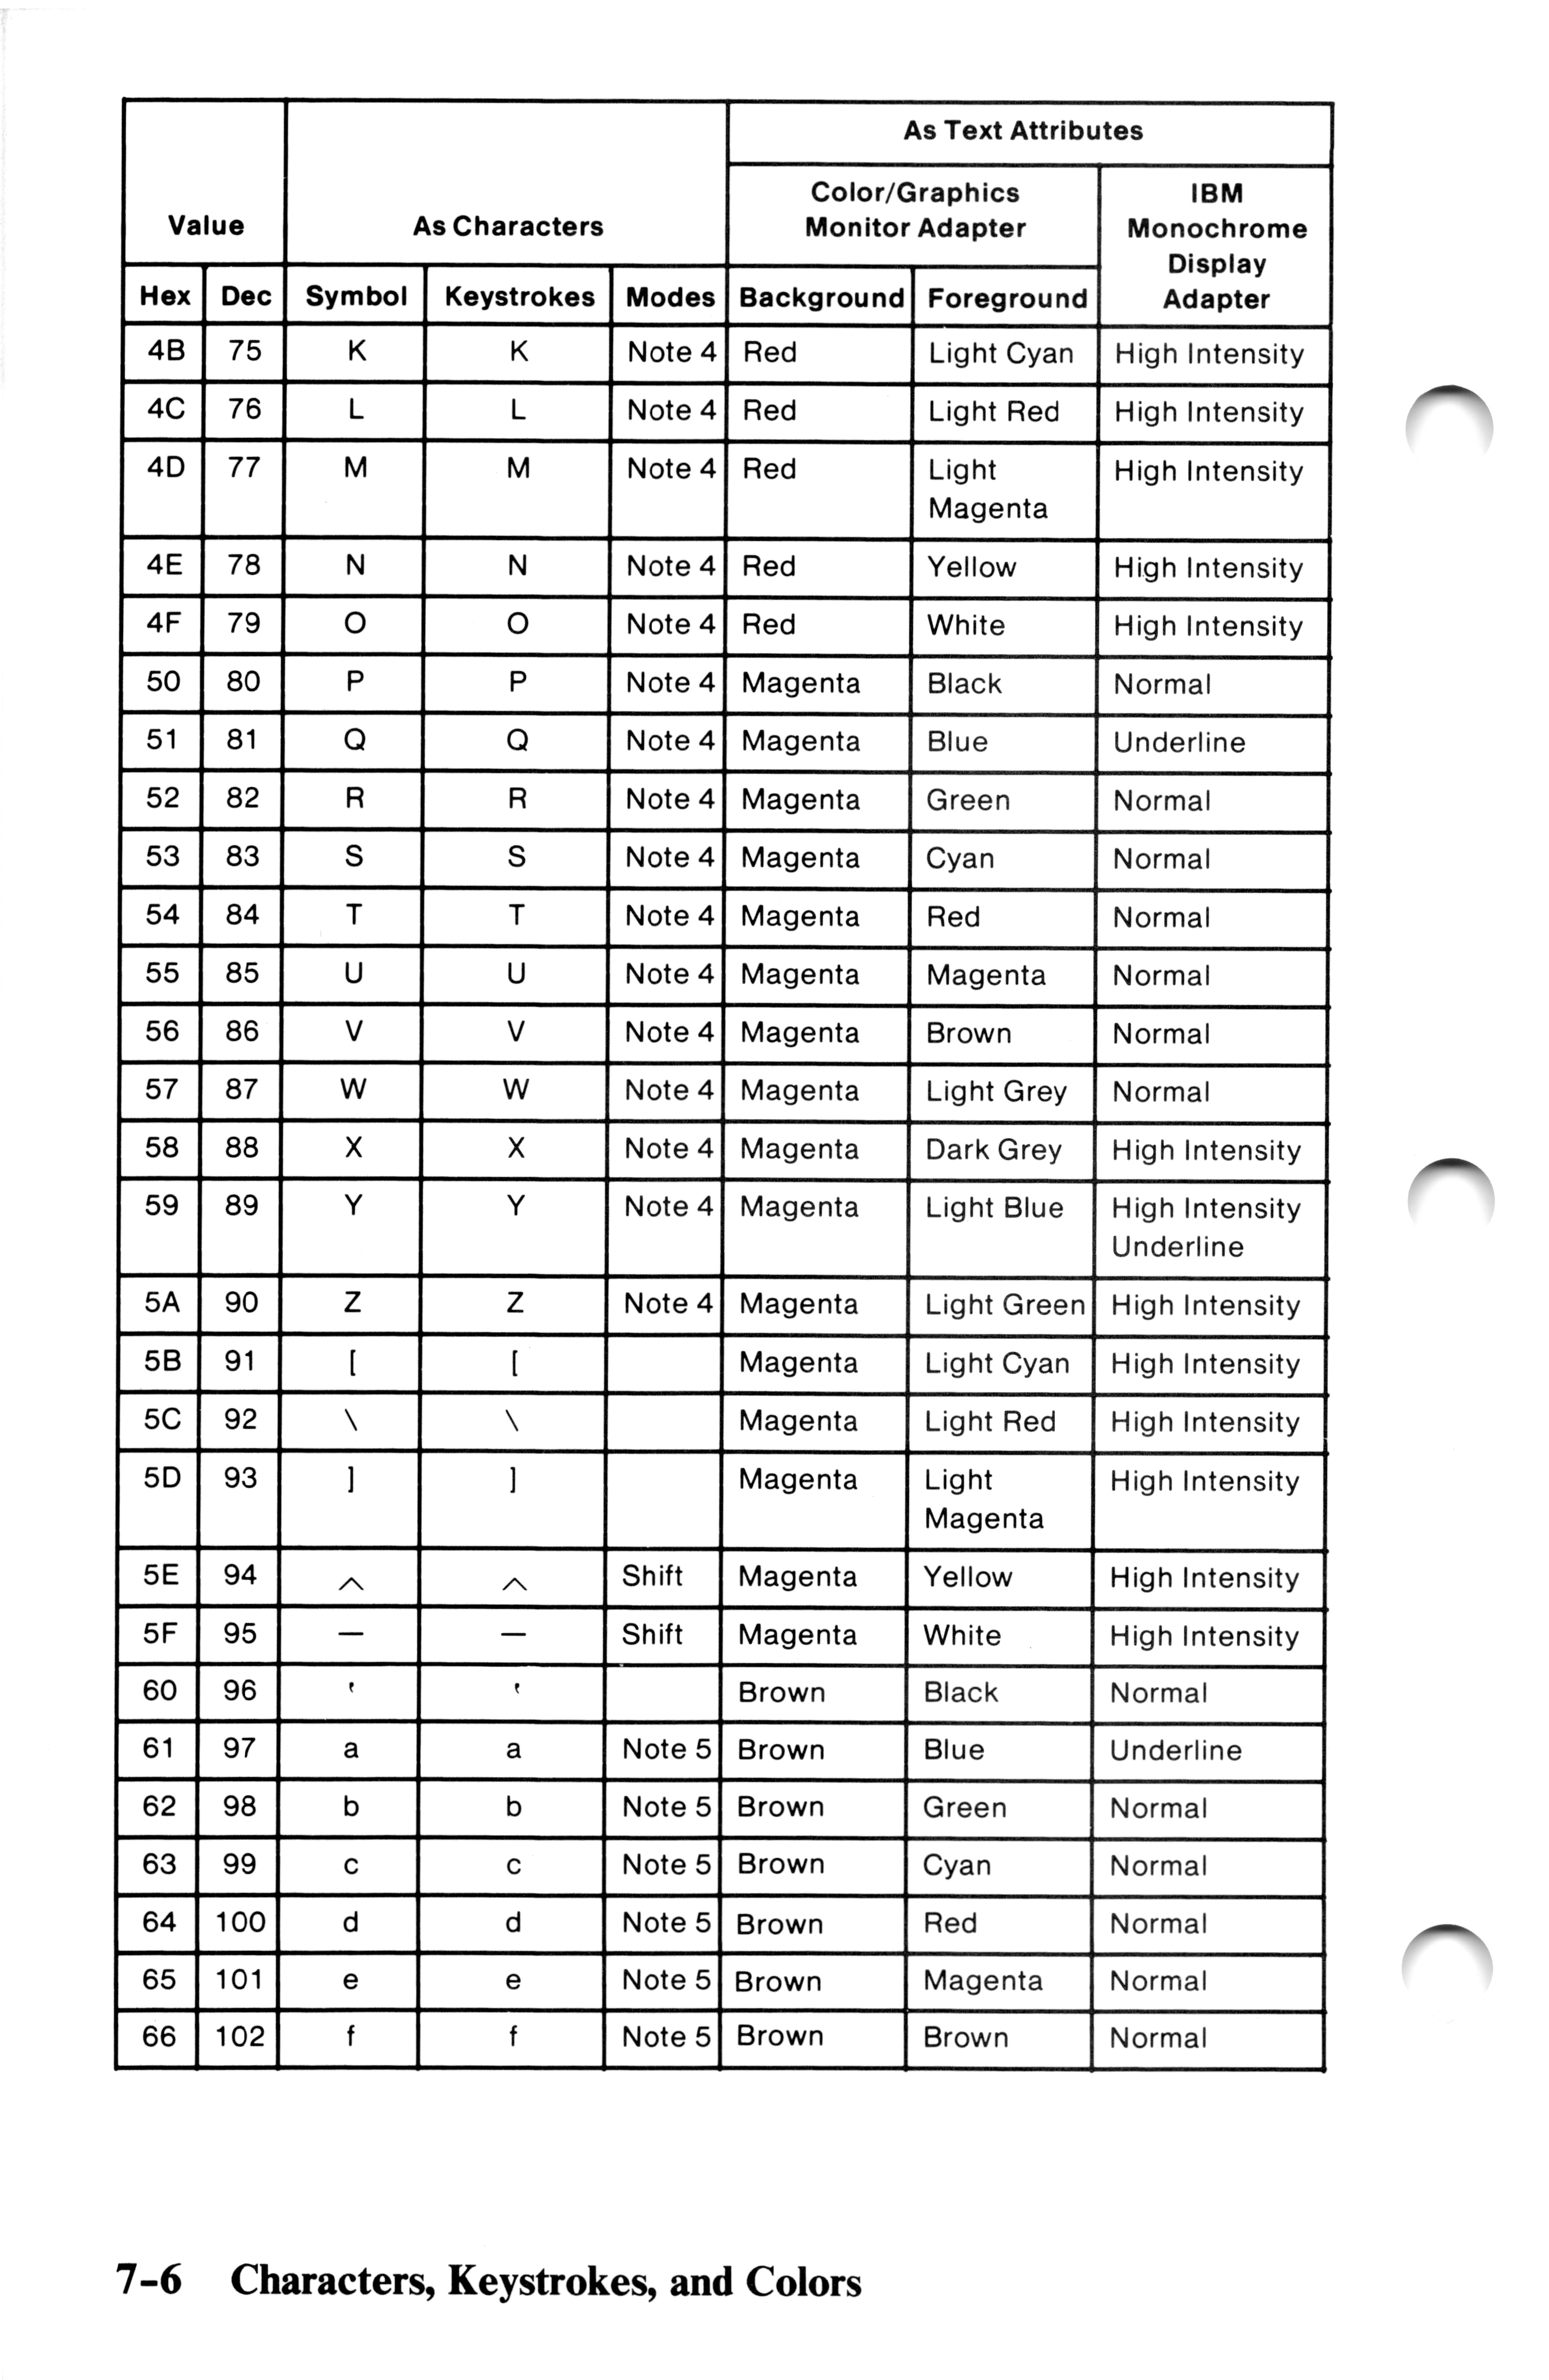 As Text Attributes
Value As Characters Color/Graphics Monitor Adapter IBM Monochrome Display Adapter
Hex Dec Symbol Keystrokes Modes Background Foreground
4B 75 K K Note 4 Red Light Cyan High Intensity
4C 76 L L Note 4 Red Light Red High Intensity
4D 77 M M Note 4 Red Light Magenta High Intensity
4E 78 N N Note 4 Red Yellow High Intensity
4F 79 O O Note 4 Red White High Intensity
50 80 P P Note 4 Magenta Black Normal
51 81 Q Q Note 4 Magenta Blue Underline
52 82 R R Note 4 Magenta Green Normal
53 83 S S Note 4 Magenta Cyan Normal
54 84 T T Note 4 Magenta Red Normal
55 85 U U Note 4 Magenta Magenta Normal
56 86 V V Note 4 Magenta Brown Normal
57 87 W W Note 4 Magenta Light Grey Normal
58 88 X X Note 4 Magenta Dark Grey High Intensity
59 89 Y Y Note 4 Magenta Light Blue High Intensity Underline
5A 90 Z Z Note 4 Magenta Light Green High Intensity
5B 91 [ [ Magenta Light Cyan High Intensity
5C 92 \ \ Magenta Light Red High Intensity
5D 93 ] ] Magenta Light Magenta High Intensity
5E 94 ^ ^ Shift Magenta Yellow High Intensity
5F 95 — — Shift Magenta White High Intensity
60 96 ‛ ‛ Brown Black Normal
61 97 a a Note 5 Brown Blue Underline
62 98 b b Note 5 Brown Green Normal
63 99 c c Note 5 Brown Cyan Normal
64 100 d d Note 5 Brown Red Normal
65 101 e e Note 5 Brown Magenta Normal
66 102 f f Note 5 Brown Brown Normal
7-6 Characters, Keystrokes, and Colors